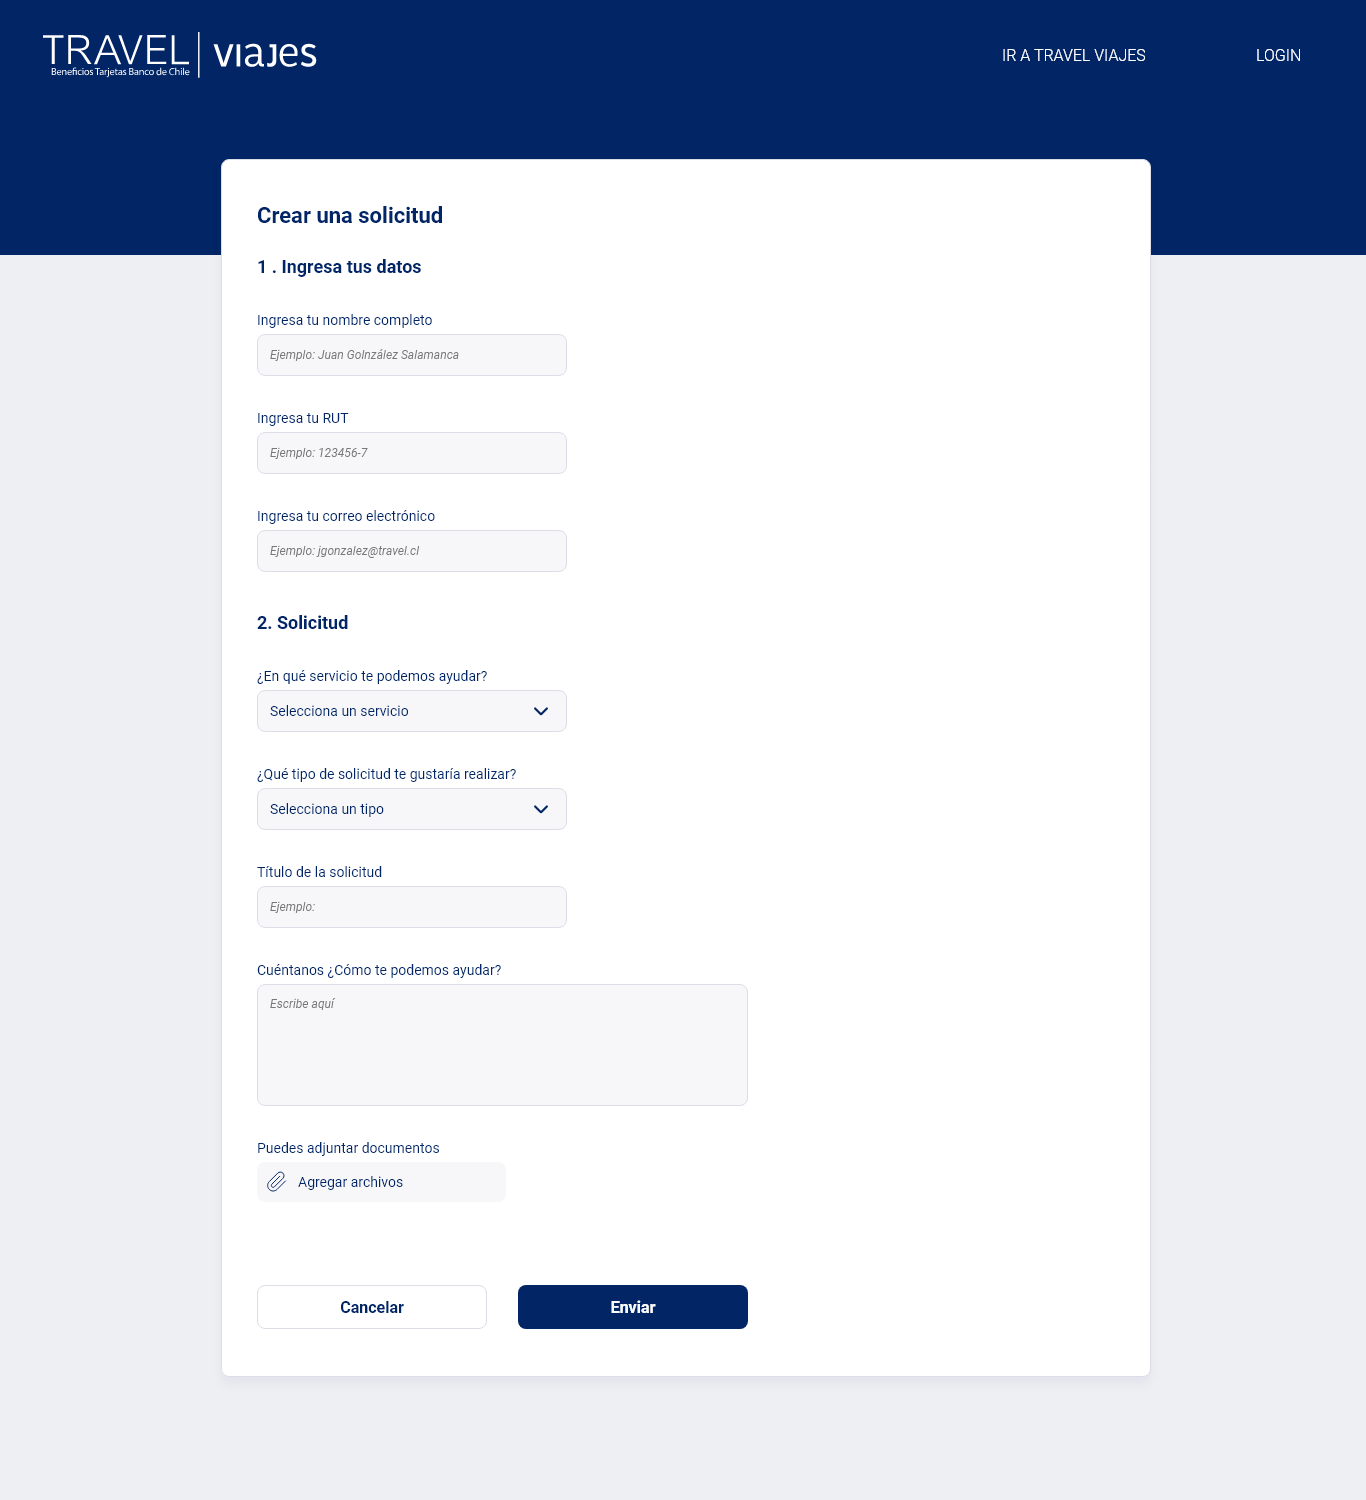 TRAVEL viajes
Beneficios Tarjetas Banco de Chile
IR A TRAVEL VIAJES
LOGIN
Crear una solicitud
1 . Ingresa tus datos
Ingresa tu nombre completo
Ejemplo: Juan Golnzález Salamanca
Ingresa tu RUT
Ejemplo: 123456-7
Ingresa tu correo electrónico
Ejemplo: jgonzalez@travel.cl
2. Solicitud
¿En qué servicio te podemos ayudar?
Selecciona un servicio
¿Qué tipo de solicitud te gustaría realizar?
Selecciona un tipo
Título de la solicitud
Ejemplo:
Cuéntanos ¿Cómo te podemos ayudar?
Escribe aquí
Puedes adjuntar documentos
Agregar archivos
Cancelar
Enviar